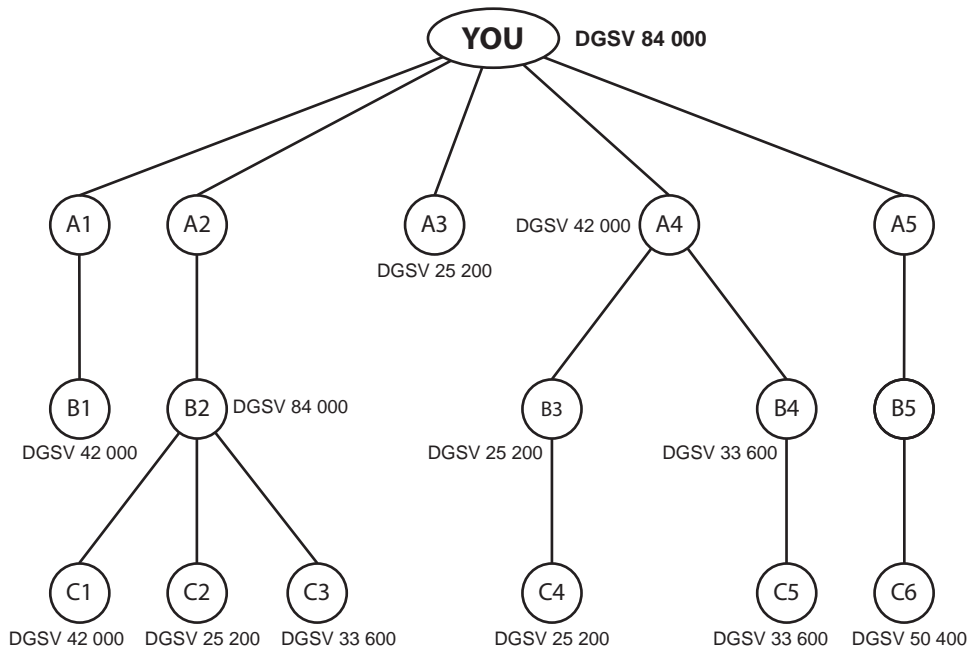 YOU DGSV 84 000
A1 A2 A3 DGSV 42 000 A4 A5
DGSV 25 200
B1 B2 DGSV 84 000 B3 B4 B5
DGSV 42 000 DGSV 25 200 DGSV 33 600
C1 C2 C3 C4 C5 C6
DGSV 42 000 DGSV 25 200 DGSV 33 600 DGSV 25 200 DGSV 33 600 DGSV 50 400